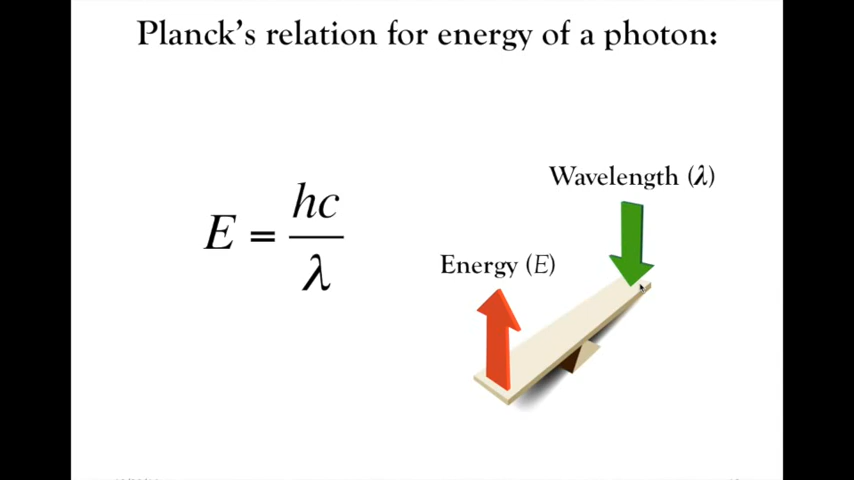 Planck's relation for energy of a photon:
Wavelength (λ)
E = hc/λ
Energy (E)